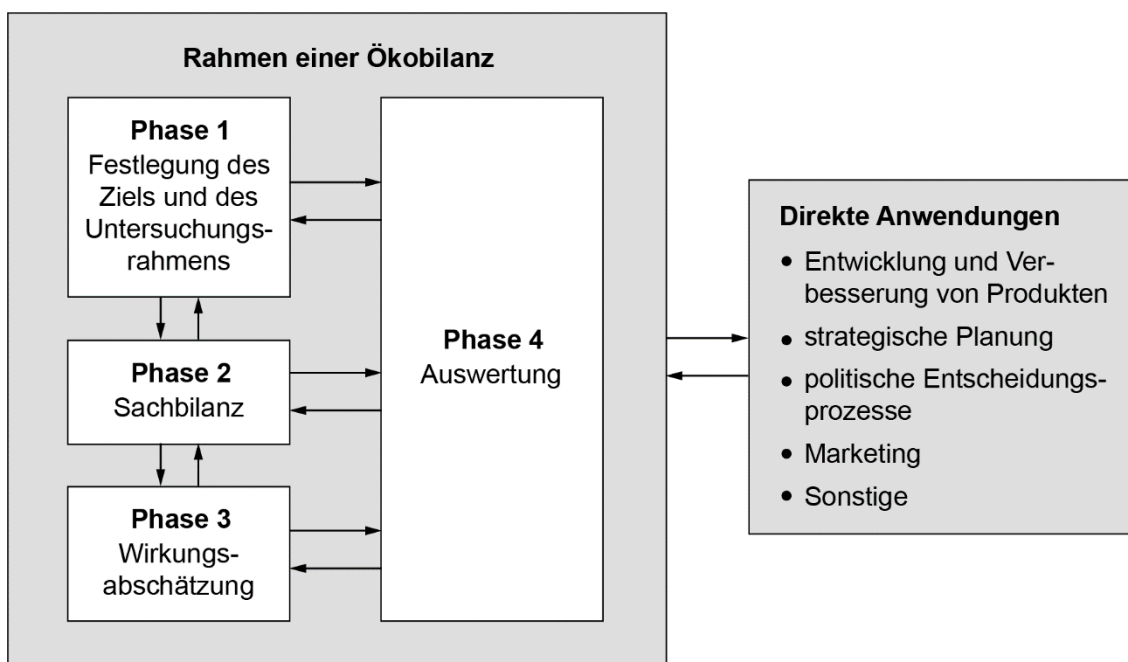 Rahmen einer Ökobilanz
Phase 1
Festlegung des
Ziels und des
Untersuchungs-
rahmens
Phase 2
Sachbilanz
Phase 3
Wirkungs-
abschätzung
Phase 4
Auswertung
Direkte Anwendungen
• Entwicklung und Ver-
besserung von Produkten
• strategische Planung
• politische Entscheidungs-
prozesse
• Marketing
• Sonstige